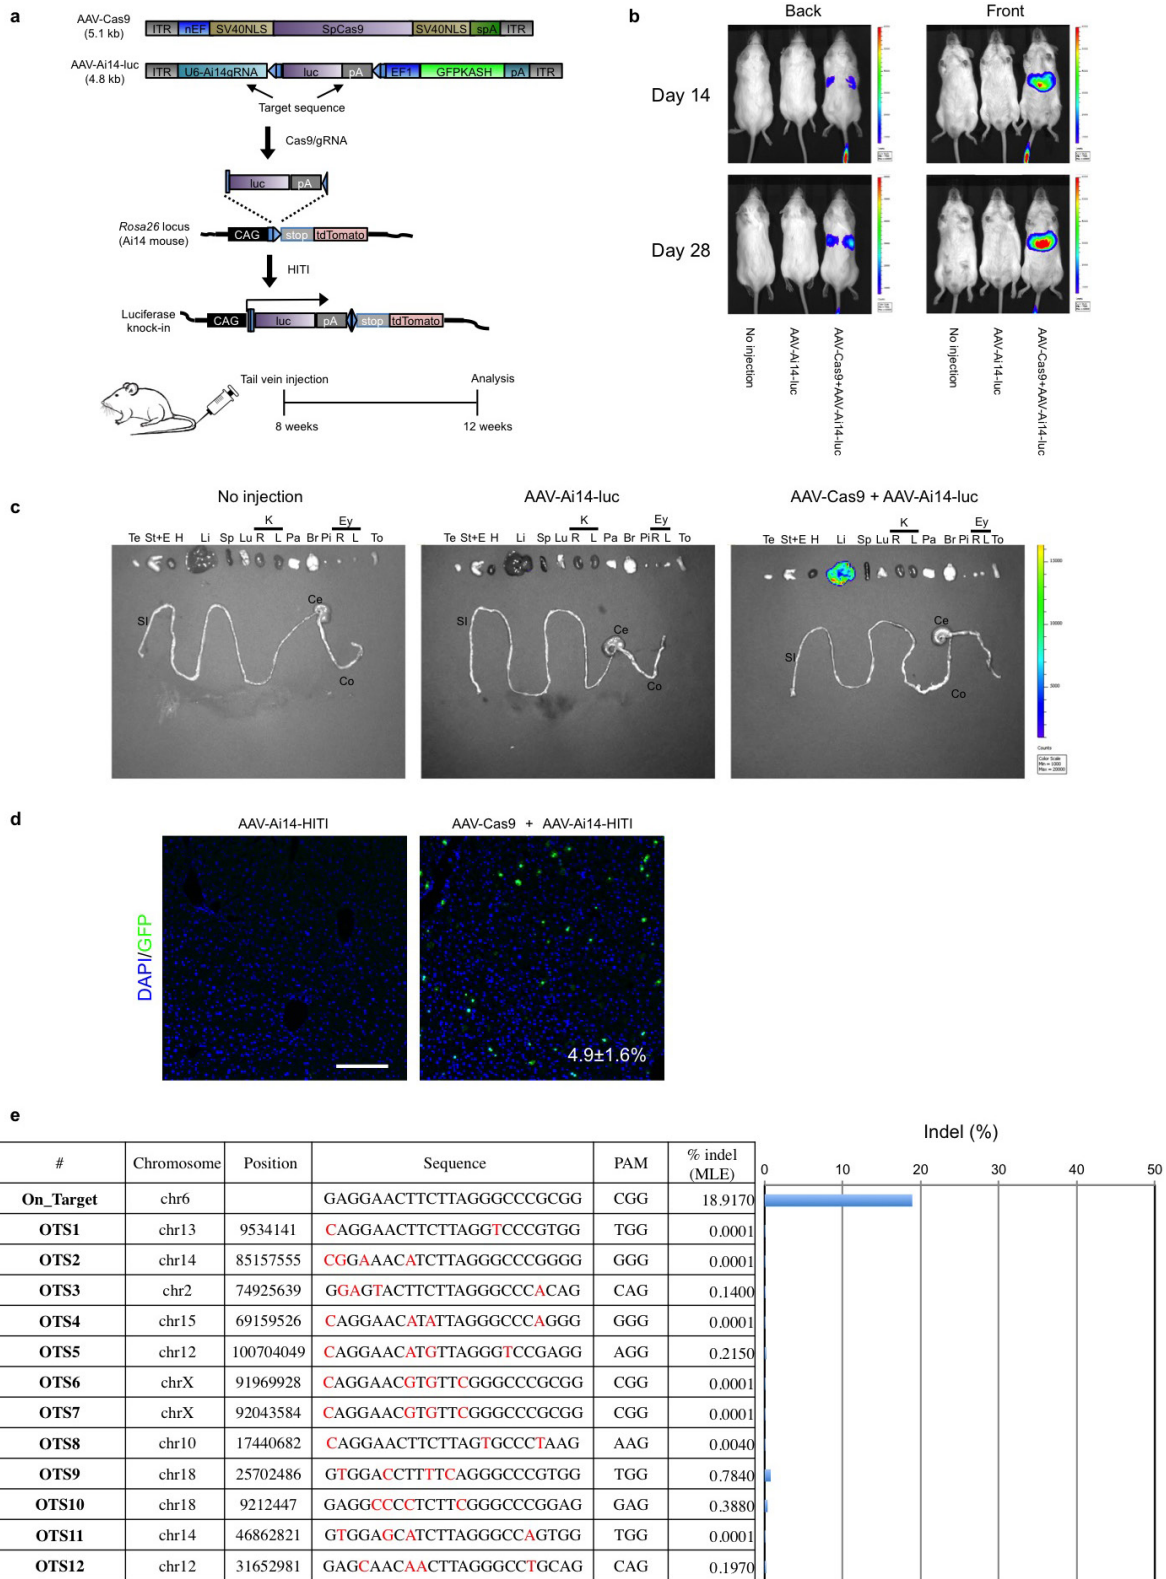 a
AAV-Cas9
(5.1 kb)
ITR nEF SV40NLS SpCas9 SV40NLS spA ITR
AAV-Ai14-luc
(4.8 kb)
ITR U6-Ai14gRNA luc pA EF1 GFPKASH pA ITR
Target sequence
Cas9/gRNA
luc pA
Rosa26 locus
(Ai14 mouse)
CAG stop tdTomato
HITI
Luciframe
knock-in
CAG luc pA stop tdTomato
Tail vein injection Analysis
8 weeks 12 weeks
b
Back Front
Day 14
Day 28
No injection
AAV-Ai14-luc
AAV-Cas9+AAV-Ai14-luc
No injection
AAV-Ai14-luc
AAV-Cas9+AAV-Ai14-luc
c
No injection
K Ey
Te St+E H Li Sp Lu R L Pa Br Pi R L To
SI
Ce
Co
AAV-Ai14-luc
K Ey
Te St+E H Li Sp Lu R L Pa Br Pi R L To
SI
Ce
Co
AAV-Cas9 + AAV-Ai14-luc
K Ey
Te St+E H Li Sp Lu R L Pa Br Pi R L To
SI
Ce
Co
15000
10000
5000
Counts
Color Scale
Min = 1000
Max = 20000
d
AAV-Ai14-HITI
AAV-Cas9 + AAV-Ai14-HITI
DAPI/GFP
4.9±1.6%
e
Indel (%)
# Chromosome Position Sequence PAM % indel (MLE)
0 10 20 30 40 50
On_Target chr6 GAGGAACTTCTTAGGGCCCGCGG CGG 18.9170
OTS1 chr13 9534141 CAGGAACTTCTTAGGTCCCGTGG TGG 0.0001
OTS2 chr14 85157555 CGGAAACATCTTAGGGCCCGGGG GGG 0.0001
OTS3 chr2 74925639 GGAGTACTTCTTAGGGCCCACAG CAG 0.1400
OTS4 chr15 69159526 CAGGAACATATTAGGGCCCAGGG GGG 0.0001
OTS5 chr12 100704049 CAGGAACATGTTAGGGTCCGAGG AGG 0.2150
OTS6 chrX 91969928 CAGGAACGTGTTCGGGCCCGCGG CGG 0.0001
OTS7 chrX 92043584 CAGGAACGTGTTCGGGCCCGCGG CGG 0.0001
OTS8 chr10 17440682 CAGGAACTTCTTAGTGCCCTAAG AAG 0.0040
OTS9 chr18 25702486 GTGGACCTTTTCAGGGCCCGTGG TGG 0.7840
OTS10 chr18 9212447 GAGGCCCCTCTTCGGGCCCGGAG GAG 0.3880
OTS11 chr14 46862821 GTGGAGCATCTTAGGGCCAGTGG TGG 0.0001
OTS12 chr12 31652981 GAGCAACAACTTAGGGCCTGCAG CAG 0.1970